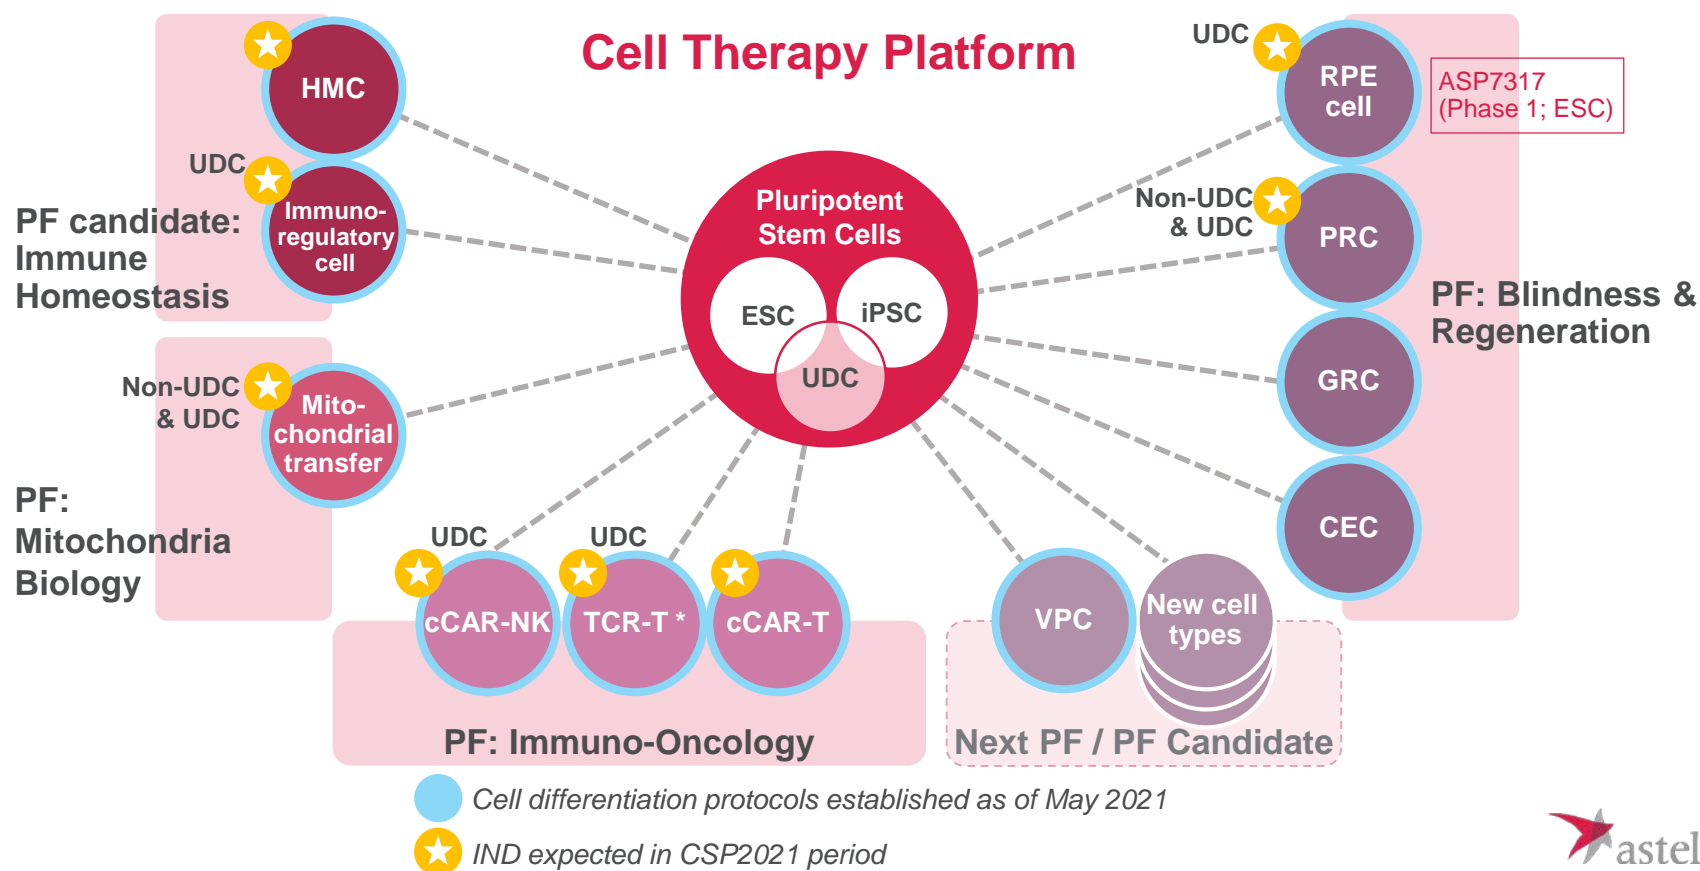 Cell Therapy Platform
HMC
UDC
Immuno-
regulatory
cell
PF candidate:
Immune
Homeostasis
Non-UDC
& UDC
Mito-
chondrial
transfer
PF:
Mitochondria
Biology
Pluripotent
Stem Cells
ESC
iPSC
UDC
UDC
RPE
cell
ASP7317
(Phase 1; ESC)
Non-UDC
& UDC
PRC
PF: Blindness &
Regeneration
GRC
CEC
UDC
cCAR-NK
UDC
TCR-T *
cCAR-T
PF: Immuno-Oncology
VPC
New cell
types
Next PF / PF Candidate
Cell differentiation protocols established as of May 2021
IND expected in CSP2021 period
astel